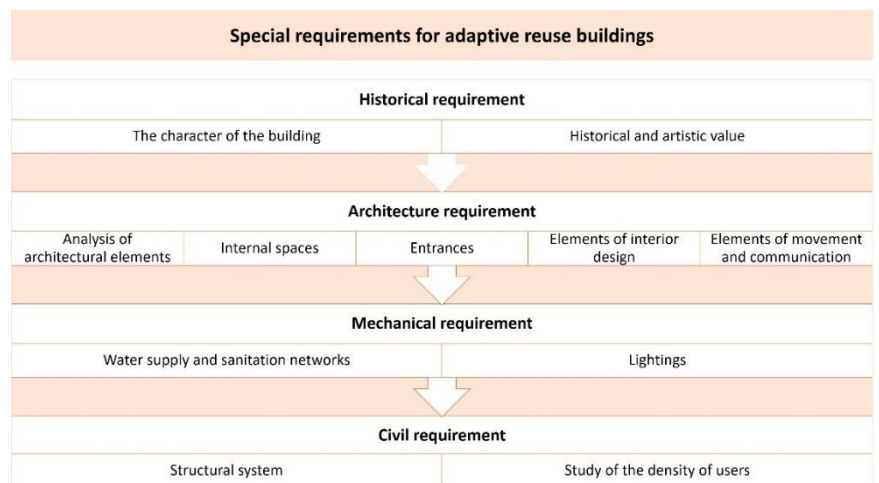 Special requirements for adaptive reuse buildings
Historical requirement
The character of the building
Historical and artistic value
Architecture requirement
Analysis of
architectural elements
Internal spaces
Entrances
Elements of interior
design
Elements of movement
and communication
Mechanical requirement
Water supply and sanitation networks
Lightings
Civil requirement
Structural system
Study of the density of users